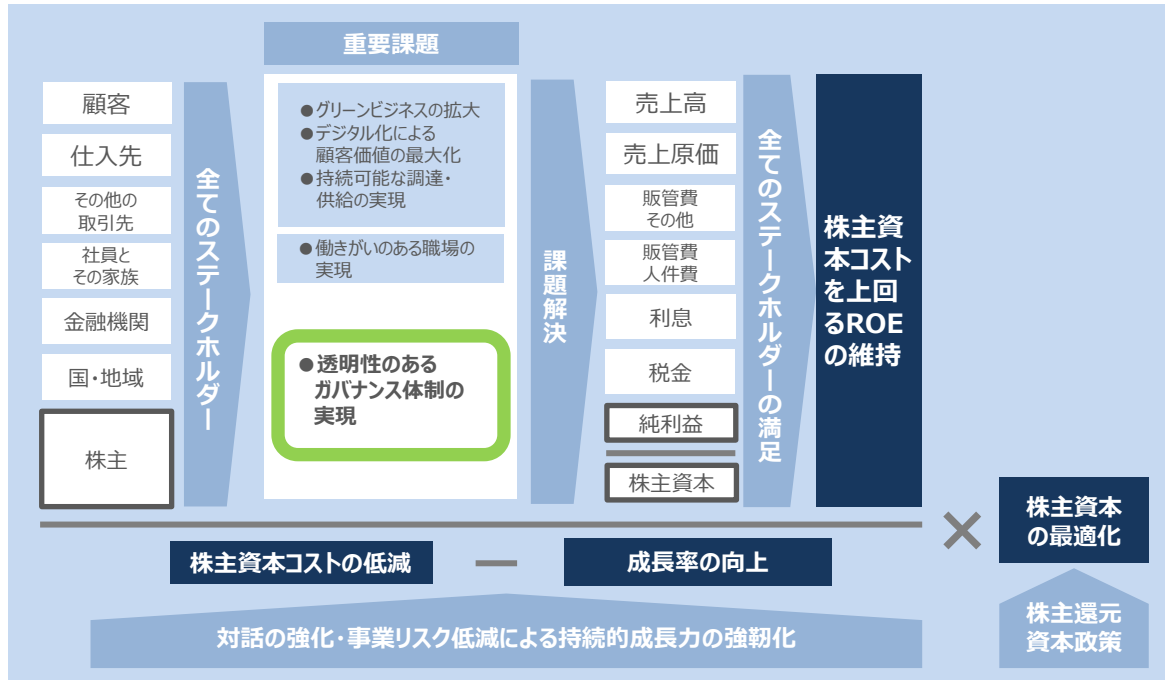 重要課題
顧客
仕入先
その他の
取引先
社員と
その家族
金融機関
国・地域
株主
全てのステークホルダー
●グリーンビジネスの拡大
●デジタル化による
顧客価値の最大化
●持続可能な調達・
供給の実現
●働きがいのある職場の
実現
●透明性のある
ガバナンス体制の
実現
課題解決
売上高
売上原価
販管費
その他
販管費
人件費
利息
税金
純利益
株主資本
全てのステークホルダーの満足
株主資
本コスト
を上回
るROE
の維持
株主資本コストの低減
—
成長率の向上
×
株主資本
の最適化
対話の強化・事業リスク低減による持続的成長力の強靭化
株主還元
資本政策